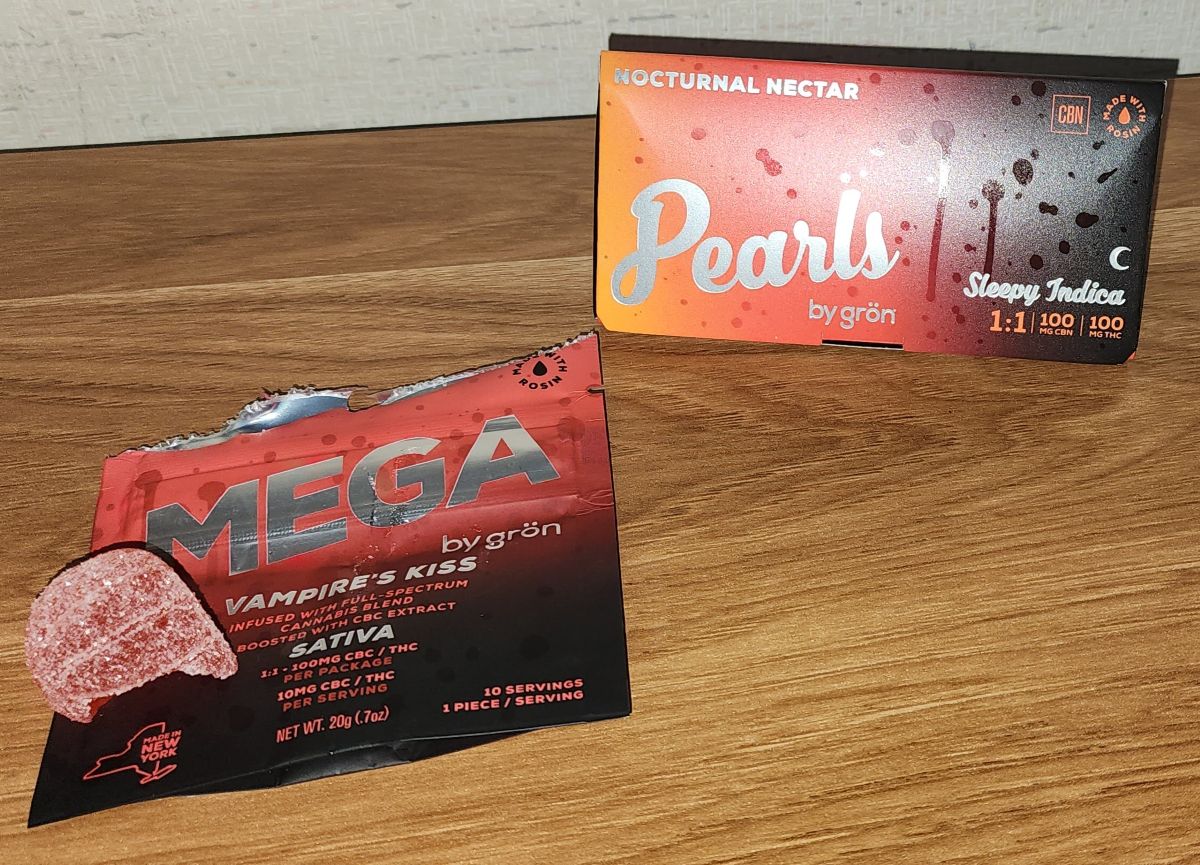 NOCTURNAL NECTAR
CBN
MADE WITH
ROSIN
Pearls
by grön
Sleepy Indica
1:1 | 100 MG CBN | 100 MG THC
MADE WITH
ROSIN
MEGA
by grön
VAMPIRE'S KISS
INFUSED WITH FULL-SPECTRUM
CANNABIS BLEND
BOOSTED WITH CBC EXTRACT
SATIVA
1:1 - 100MG CBC / THC
PER PACKAGE
10MG CBC / THC
PER SERVING
10 SERVINGS
1 PIECE / SERVING
NET WT. 20g (.7oz)
MADE IN
NEW
YORK